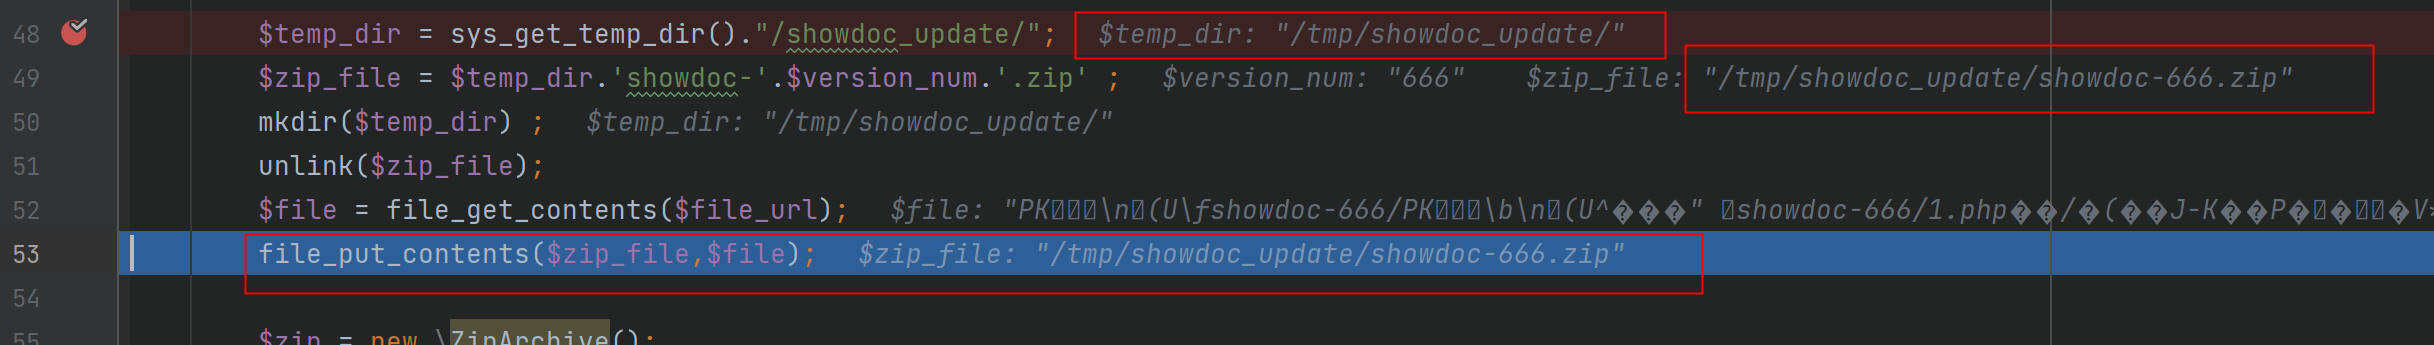 48 $temp_dir = sys_get_temp_dir()."/showdoc_update/"; $temp_dir: "/tmp/showdoc_update/"
49 $zip_file = $temp_dir.'showdoc-'.$version_num.'.zip' ; $version_num: "666" $zip_file: "/tmp/showdoc_update/showdoc-666.zip"
50 mkdir($temp_dir) ; $temp_dir: "/tmp/showdoc_update/"
51 unlink($zip_file);
52 $file = file_get_contents($file_url); $file: "PK\n(U\fshowdoc-666/PK\b\n(U^���" showdoc-666/1.php��/�(��J-K��P���V
53 file_put_contents($zip_file,$file); $zip_file: "/tmp/showdoc_update/showdoc-666.zip"
54
55 $zip = new \ZipArchive();